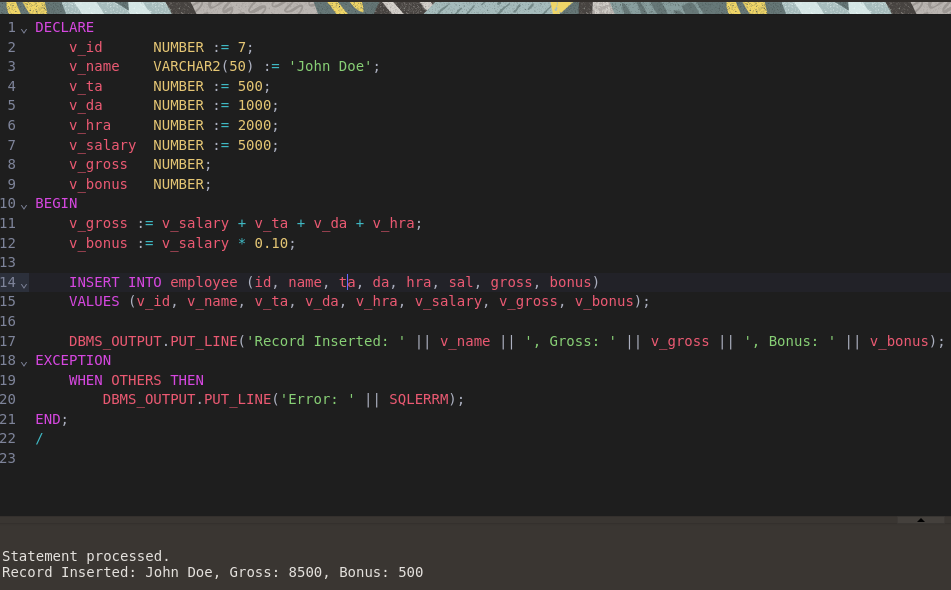 1 DECLARE
2     v_id      NUMBER := 7;
3     v_name    VARCHAR2(50) := 'John Doe';
4     v_ta      NUMBER := 500;
5     v_da      NUMBER := 1000;
6     v_hra     NUMBER := 2000;
7     v_salary  NUMBER := 5000;
8     v_gross   NUMBER;
9     v_bonus   NUMBER;
10 BEGIN
11     v_gross := v_salary + v_ta + v_da + v_hra;
12     v_bonus := v_salary * 0.10;
13
14     INSERT INTO employee (id, name, ta, da, hra, sal, gross, bonus)
15     VALUES (v_id, v_name, v_ta, v_da, v_hra, v_salary, v_gross, v_bonus);
16
17     DBMS_OUTPUT.PUT_LINE('Record Inserted: ' || v_name || ', Gross: ' || v_gross || ', Bonus: ' || v_bonus);
18 EXCEPTION
19     WHEN OTHERS THEN
20         DBMS_OUTPUT.PUT_LINE('Error: ' || SQLERRM);
21 END;
22 /
23
Statement processed.
Record Inserted: John Doe, Gross: 8500, Bonus: 500